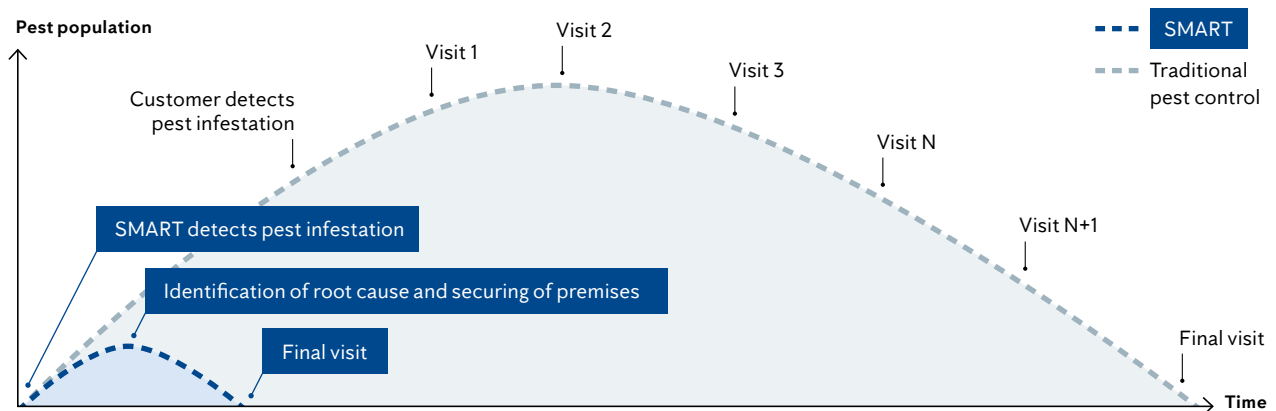 Pest population
Visit 1
Visit 2
Visit 3
SMART
Traditional
pest control
Customer detects
pest infestation
Visit N
SMART detects pest infestation
Visit N+1
Identification of root cause and securing of premises
Final visit
Final visit
Time